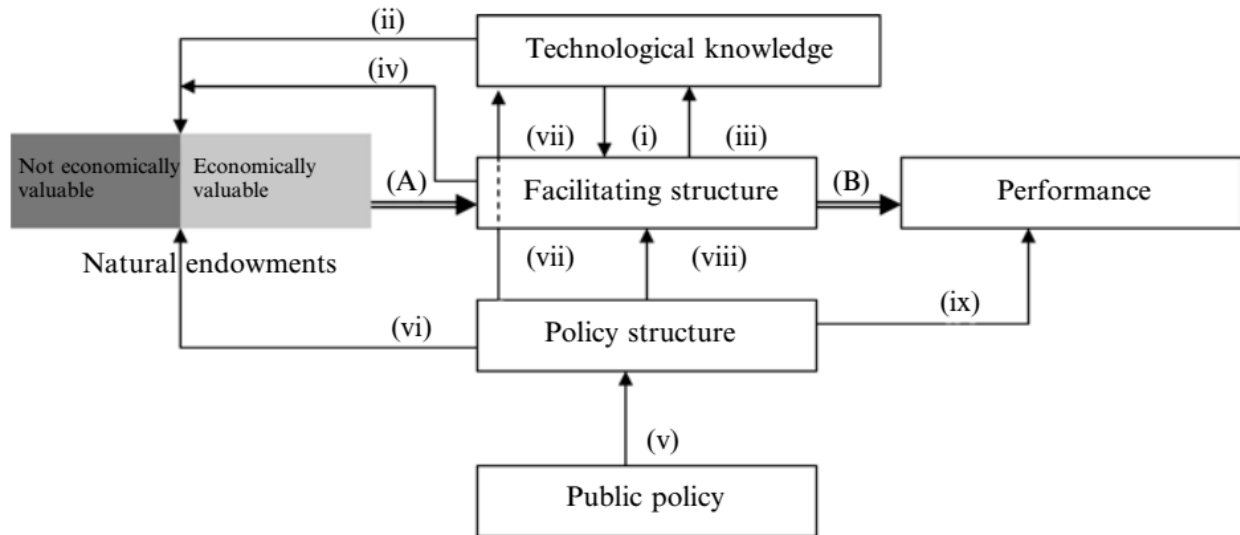 (ii)
Technological knowledge
(iv)
(vii)
(i)
(iii)
Not economically
valuable
Economically
valuable
(A)
Facilitating structure
(B)
Performance
Natural endowments
(vii)
(viii)
(ix)
(vi)
Policy structure
(v)
Public policy